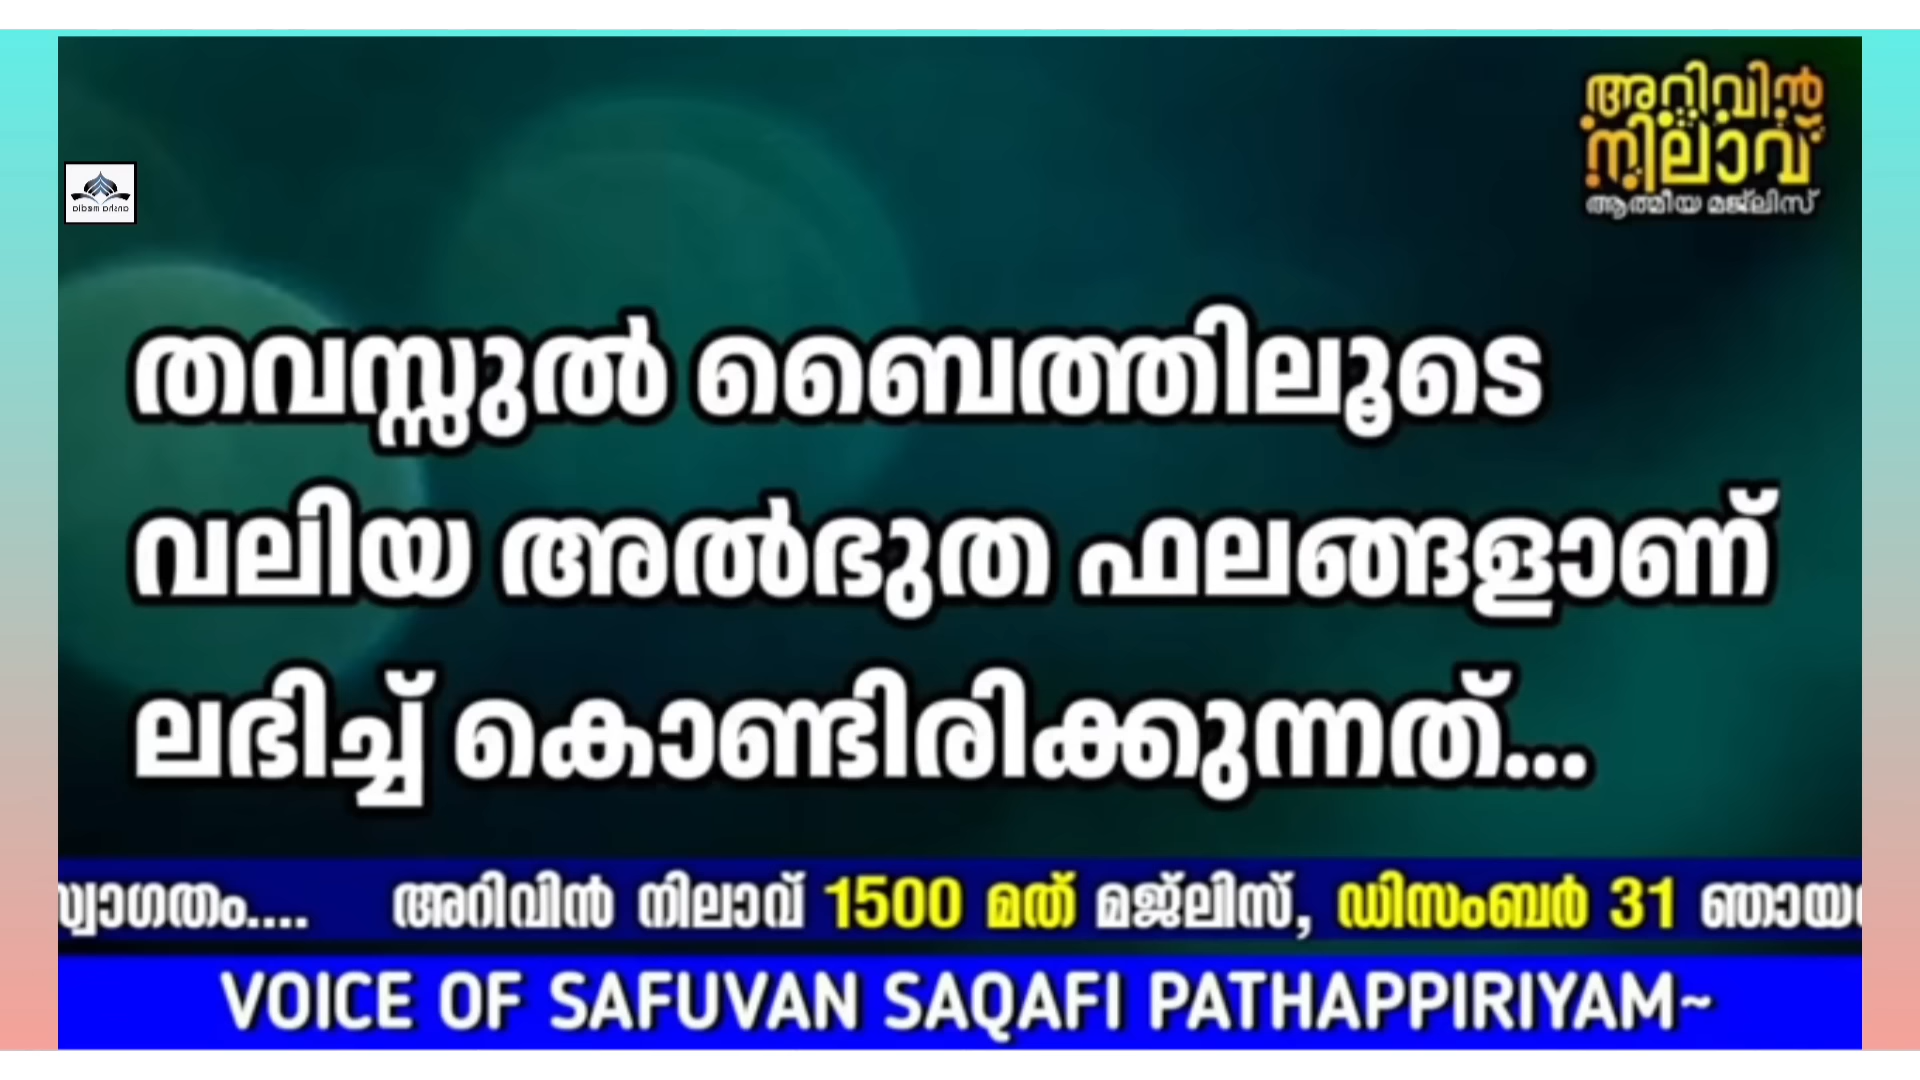 അറിവിൻ
നിലാവ്
ആത്മീയ മജ്ലിസ്
തവസ്സുൽ ബൈത്തിലൂടെ
വലിയ അൽഭുത ഫലങ്ങളാണ്
ലഭിച്ച് കൊണ്ടിരിക്കുന്നത്...
സ്വാഗതം.... അറിവിൻ നിലാവ് 1500 മത് മജ്ലിസ്, ഡിസംബർ 31
VOICE OF SAFUVAN SAQAFI PATHAPPIRIYAM~